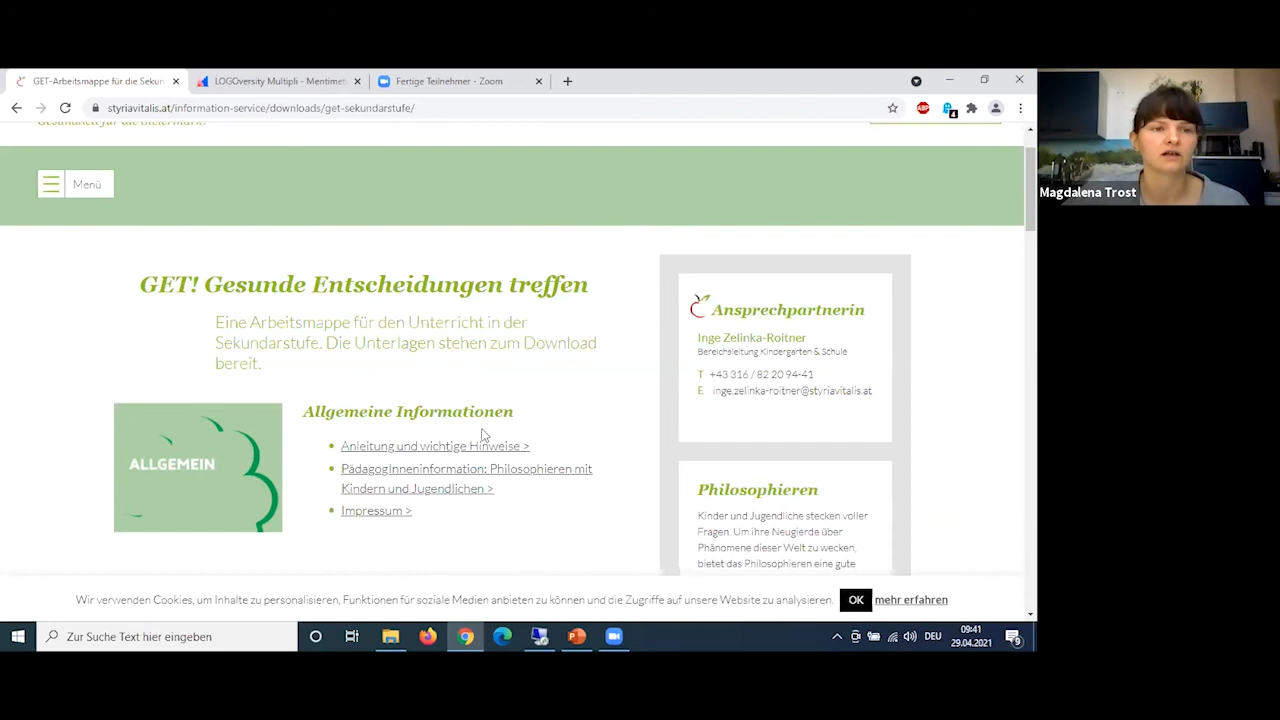 GET-Arbeitsmappe für die Sekun
LOGOversity Multipli - Mentimet
Fertige Teilnehmer - Zoom
styriavitalis.at/information-service/downloads/get-sekundarstufe/
ABP
4
Magdalena Trost
Menü
GET! Gesunde Entscheidungen treffen
Eine Arbeitsmappe für den Unterricht in der
Sekundarstufe. Die Unterlagen stehen zum Download
bereit.
ALLGEMEIN
Allgemeine Informationen
Anleitung und wichtige Hinweise >
PädagogInneninformation: Philosophieren mit
Kindern und Jugendlichen >
Impressum >
Ansprechpartnerin
Inge Zelinka-Roitner
Bereichsleitung Kindergarten & Schule
T +43 316 / 82 20 94-41
E inge.zelinka-roitner@styriavitalis.at
Philosophieren
Kinder und Jugendliche stecken voller
Fragen. Um ihre Neugierde über
Phänomene dieser Welt zu wecken,
bietet das Philosophieren eine gute
Wir verwenden Cookies, um Inhalte zu personalisieren, Funktionen für soziale Medien anbieten zu können und die Zugriffe auf unsere Website zu analysieren.
OK
mehr erfahren
Zur Suche Text hier eingeben
DEU
09:41
29.04.2021
9